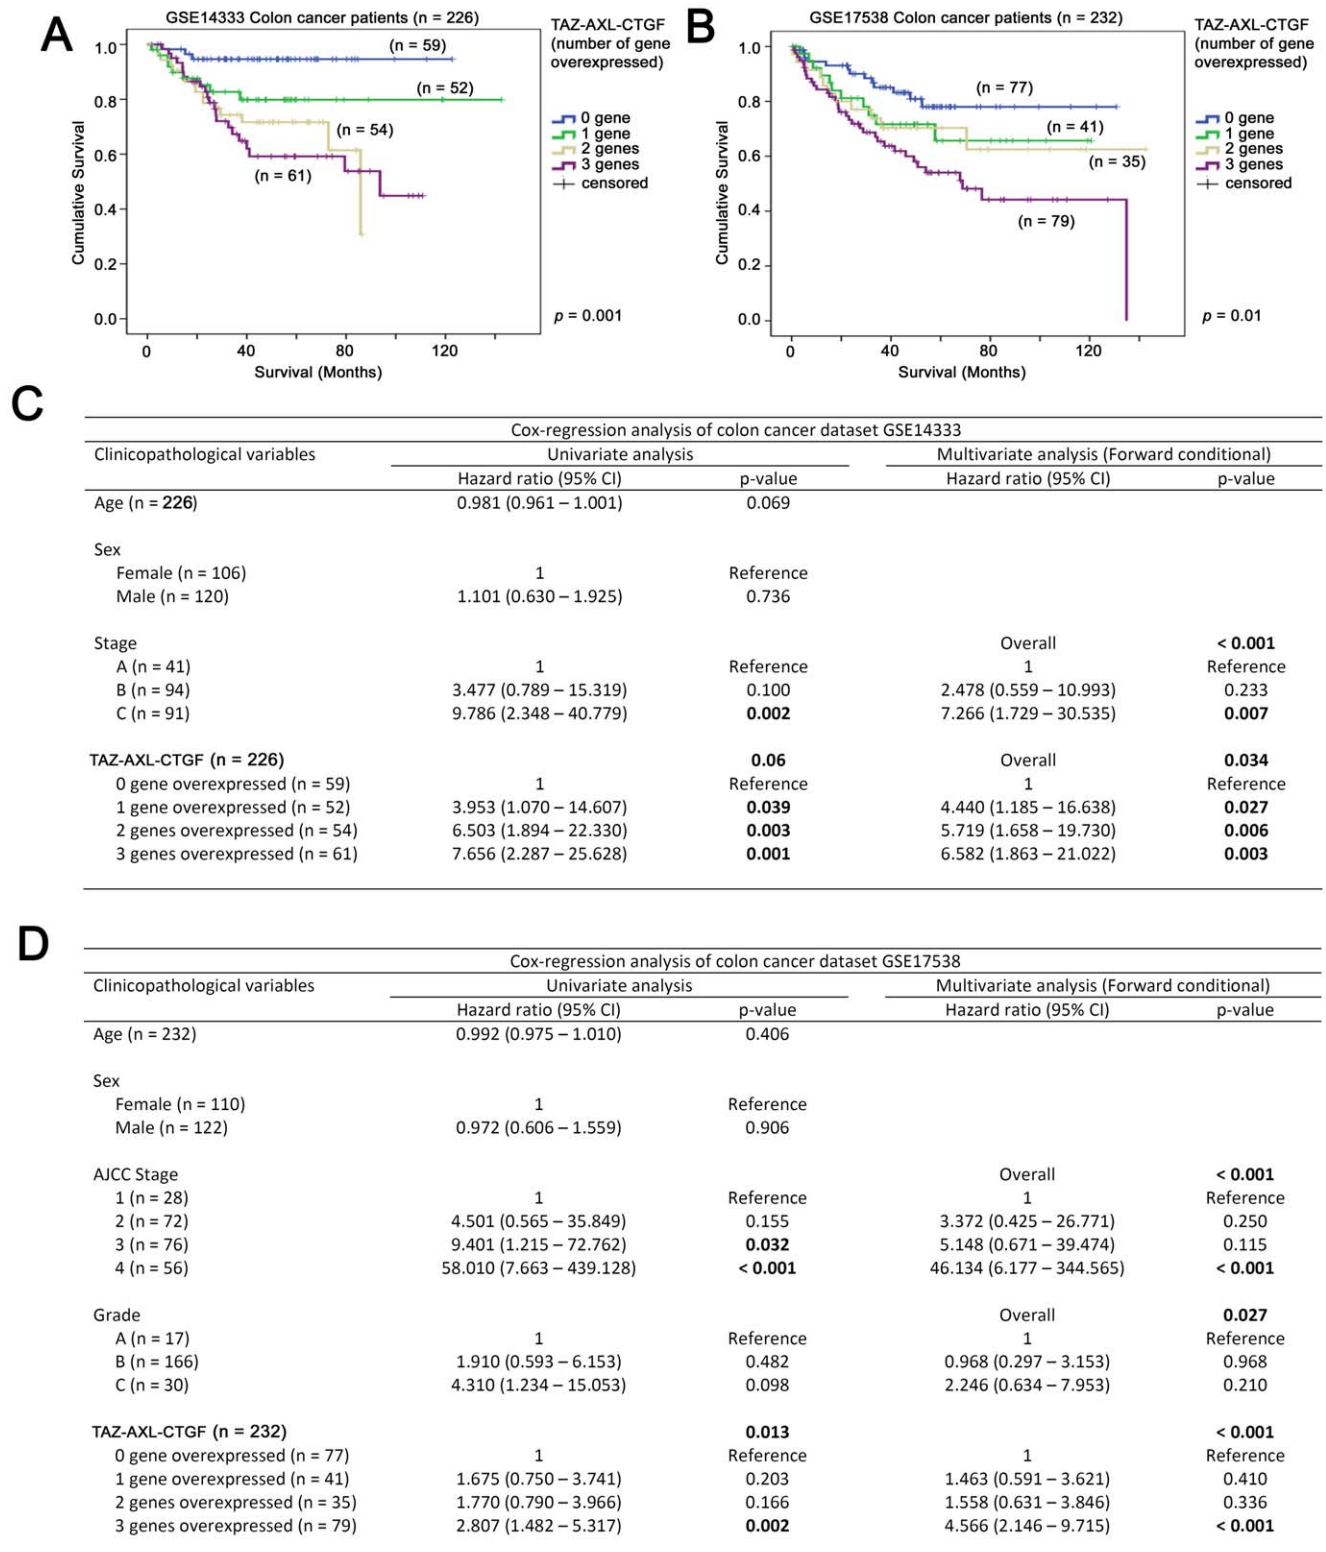 A
GSE14333 Colon cancer patients (n = 226)
TAZ-AXL-CTGF
(number of gene
overexpressed)
Cumulative Survival
1.0
0.8
0.6
0.4
0.2
0.0
(n = 59)
(n = 52)
(n = 54)
(n = 61)
0 gene
1 gene
2 genes
3 genes
censored
p = 0.001
0 40 80 120
Survival (Months)
B
GSE17538 Colon cancer patients (n = 232)
TAZ-AXL-CTGF
(number of gene
overexpressed)
Cumulative Survival
1.0
0.8
0.6
0.4
0.2
0.0
(n = 77)
(n = 41)
(n = 35)
(n = 79)
0 gene
1 gene
2 genes
3 genes
censored
p = 0.01
0 40 80 120
Survival (Months)
C
Cox-regression analysis of colon cancer dataset GSE14333
Clinicopathological variables Univariate analysis Multivariate analysis (Forward conditional)
Hazard ratio (95% CI) p-value Hazard ratio (95% CI) p-value
Age (n = 226) 0.981 (0.961 – 1.001) 0.069
Sex
Female (n = 106) 1 Reference
Male (n = 120) 1.101 (0.630 – 1.925) 0.736
Stage Overall < 0.001
A (n = 41) 1 Reference 1 Reference
B (n = 94) 3.477 (0.789 – 15.319) 0.100 2.478 (0.559 – 10.993) 0.233
C (n = 91) 9.786 (2.348 – 40.779) 0.002 7.266 (1.729 – 30.535) 0.007
TAZ-AXL-CTGF (n = 226) 0.06 Overall 0.034
0 gene overexpressed (n = 59) 1 Reference 1 Reference
1 gene overexpressed (n = 52) 3.953 (1.070 – 14.607) 0.039 4.440 (1.185 – 16.638) 0.027
2 genes overexpressed (n = 54) 6.503 (1.894 – 22.330) 0.003 5.719 (1.658 – 19.730) 0.006
3 genes overexpressed (n = 61) 7.656 (2.287 – 25.628) 0.001 6.582 (1.863 – 21.022) 0.003
D
Cox-regression analysis of colon cancer dataset GSE17538
Clinicopathological variables Univariate analysis Multivariate analysis (Forward conditional)
Hazard ratio (95% CI) p-value Hazard ratio (95% CI) p-value
Age (n = 232) 0.992 (0.975 – 1.010) 0.406
Sex
Female (n = 110) 1 Reference
Male (n = 122) 0.972 (0.606 – 1.559) 0.906
AJCC Stage Overall < 0.001
1 (n = 28) 1 Reference 1 Reference
2 (n = 72) 4.501 (0.565 – 35.849) 0.155 3.372 (0.425 – 26.771) 0.250
3 (n = 76) 9.401 (1.215 – 72.762) 0.032 5.148 (0.671 – 39.474) 0.115
4 (n = 56) 58.010 (7.663 – 439.128) < 0.001 46.134 (6.177 – 344.565) < 0.001
Grade Overall 0.027
A (n = 17) 1 Reference 1 Reference
B (n = 166) 1.910 (0.593 – 6.153) 0.482 0.968 (0.297 – 3.153) 0.968
C (n = 30) 4.310 (1.234 – 15.053) 0.098 2.246 (0.634 – 7.953) 0.210
TAZ-AXL-CTGF (n = 232) 0.013 < 0.001
0 gene overexpressed (n = 77) 1 Reference 1 Reference
1 gene overexpressed (n = 41) 1.675 (0.750 – 3.741) 0.203 1.463 (0.591 – 3.621) 0.410
2 genes overexpressed (n = 35) 1.770 (0.790 – 3.966) 0.166 1.558 (0.631 – 3.846) 0.336
3 genes overexpressed (n = 79) 2.807 (1.482 – 5.317) 0.002 4.566 (2.146 – 9.715) < 0.001